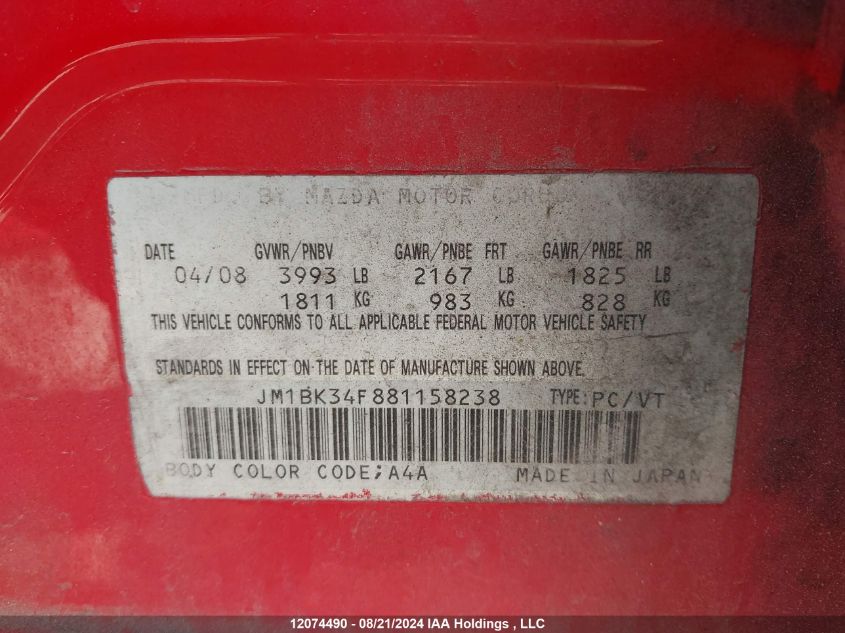 BY MAZDA MOTOR CORP
DATE GVWR/PNBV GAWR/PNBE FRT GAWR/PNBE RR
04/08 3993 LB 2167 LB 1825 LB
1811 KG 983 KG 828 KG
THIS VEHICLE CONFORMS TO ALL APPLICABLE FEDERAL MOTOR VEHICLE SAFETY
STANDARDS IN EFFECT ON THE DATE OF MANUFACTURE SHOWN ABOVE.
JM1BK34F881158238 TYPE:PC/VT
BODY COLOR CODE;A4A MADE IN JAPAN
12074490 - 08/21/2024 IAA Holdings , LLC